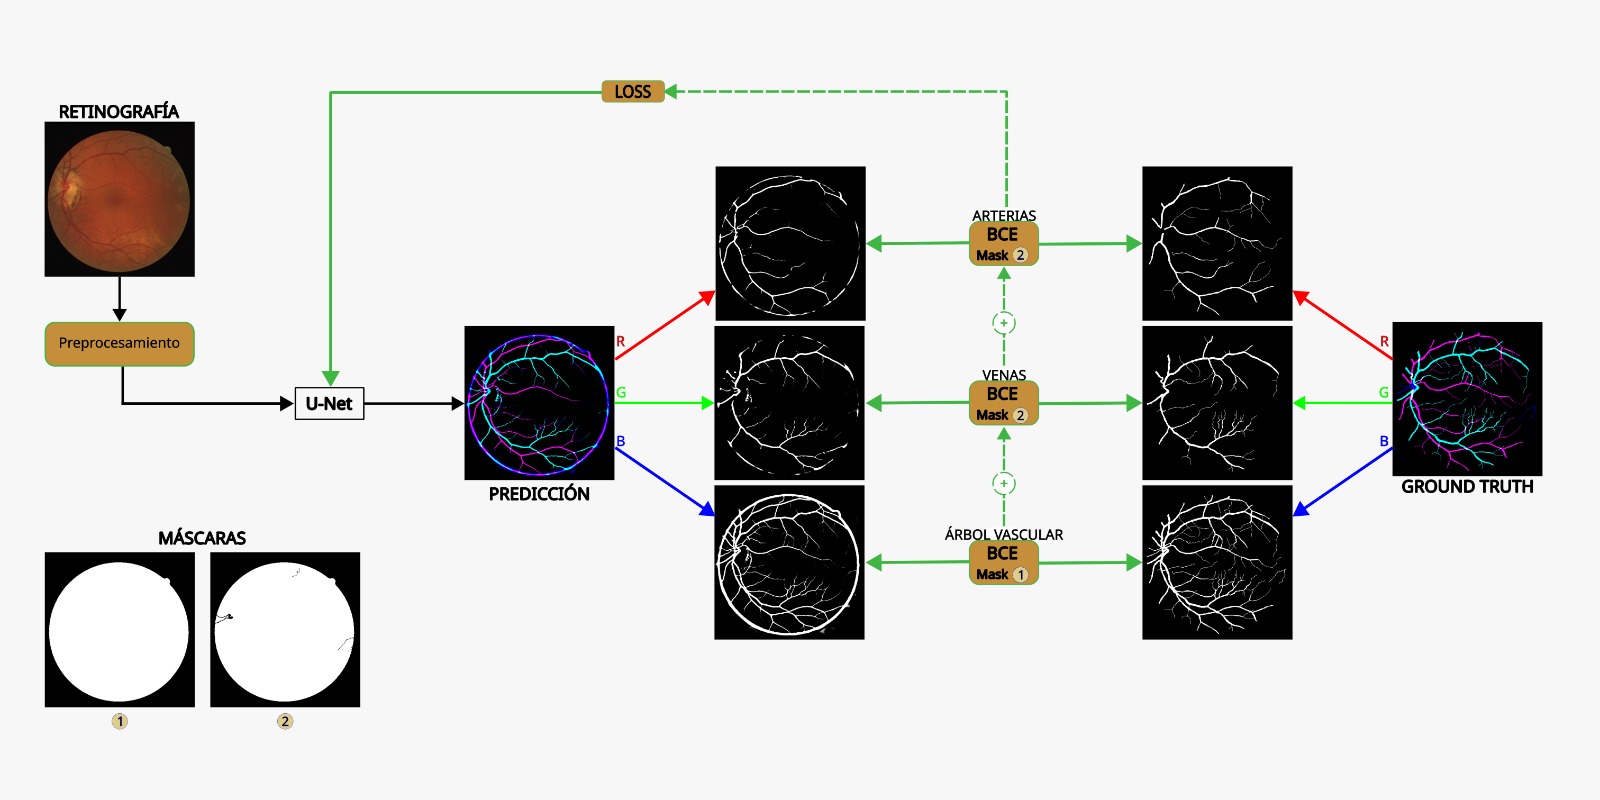 LOSS
RETINOGRAFÍA
Preprocesamiento
U-Net
PREDICCIÓN
R
G
B
ARTERIAS
BCE
Mask 2
+
VENAS
BCE
Mask 2
+
ÁRBOL VASCULAR
BCE
Mask 1
R
G
B
GROUND TRUTH
MÁSCARAS
1
2